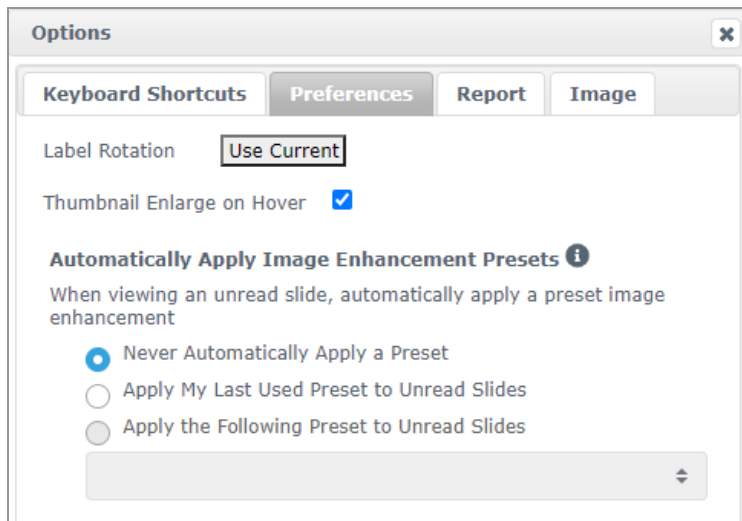 Options
Keyboard Shortcuts Preferences Report Image
Label Rotation Use Current
Thumbnail Enlarge on Hover
Automatically Apply Image Enhancement Presets
When viewing an unread slide, automatically apply a preset image
enhancement
Never Automatically Apply a Preset
Apply My Last Used Preset to Unread Slides
Apply the Following Preset to Unread Slides